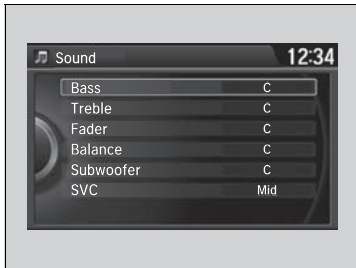 Sound 12:34
Bass C
Treble C
Fader C
Balance C
Subwoofer C
SVC Mid